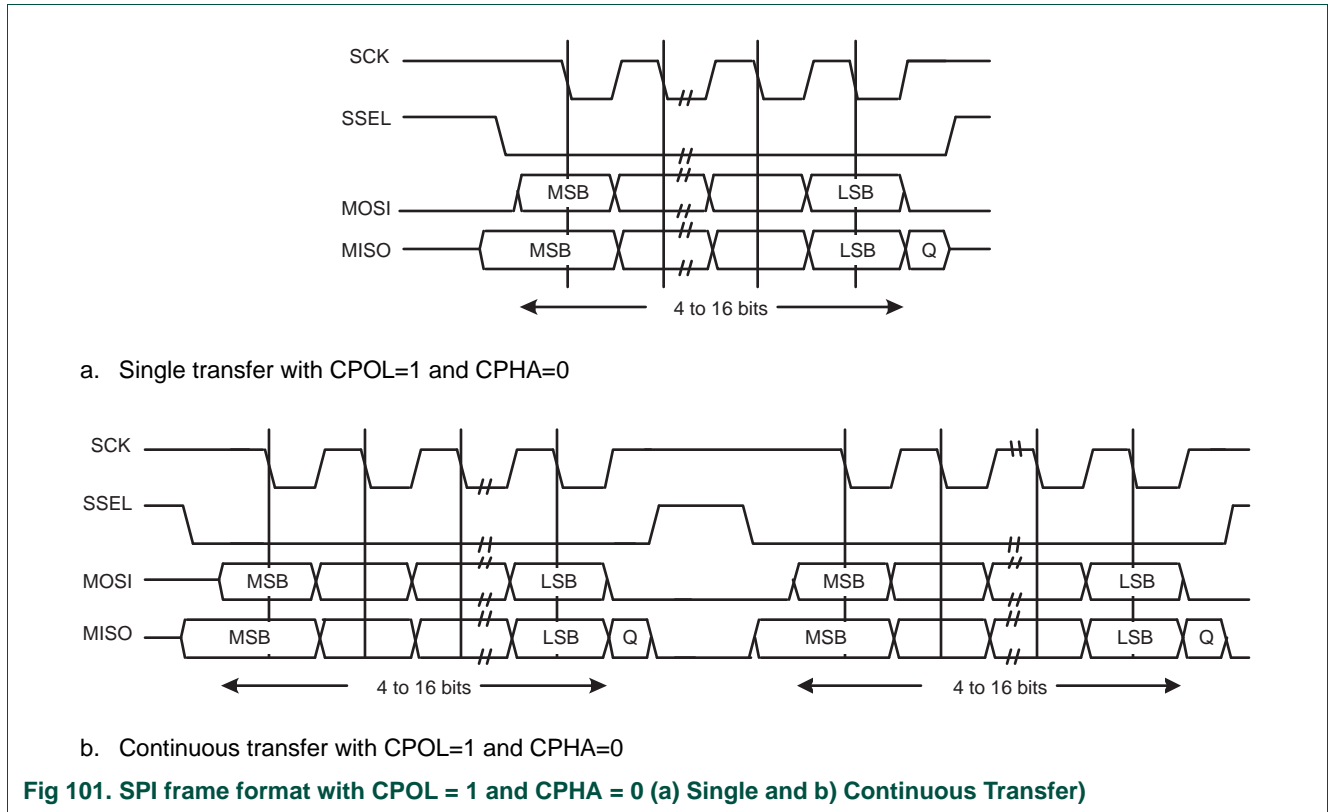 SCK
SSEL
MOSI MSB LSB
MISO MSB LSB Q
4 to 16 bits
a. Single transfer with CPOL=1 and CPHA=0
SCK
SSEL
MOSI MSB LSB MSB LSB
MISO MSB LSB Q MSB LSB Q
4 to 16 bits 4 to 16 bits
b. Continuous transfer with CPOL=1 and CPHA=0
Fig 101. SPI frame format with CPOL = 1 and CPHA = 0 (a) Single and b) Continuous Transfer)